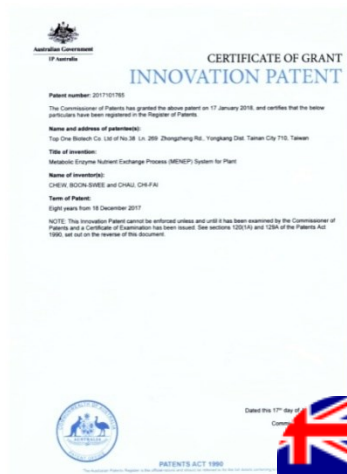 Australian Government
IP Australia
CERTIFICATE OF GRANT
INNOVATION PATENT
Patent number: 2017101765
The Commissioner of Patents has granted the above patent on 17 January 2018, and certifies that the below
particulars have been registered in the Register of Patents.
Name and address of patentee(s):
Top One Biotech Co. Ltd of No.38 Ln. 269 Zhongzheng Rd., Yongkang Dist. Tainan City 710, Taiwan
Title of invention:
Metabolic Enzyme Nutrient Exchange Process (MENEP) System for Plant
Name of inventor(s):
CHEW, BOON-SWEE and CHAU, CHI-FAI
Term of Patent:
Eight years from 18 December 2017
NOTE: This Innovation Patent cannot be enforced unless and until it has been examined by the Commissioner of
Patents and a Certificate of Examination has been issued. See sections 120(1A) and 129A of the Patents Act
1990, set out on the reverse of this document.
Dated this 17th day of
PATENTS ACT 1990